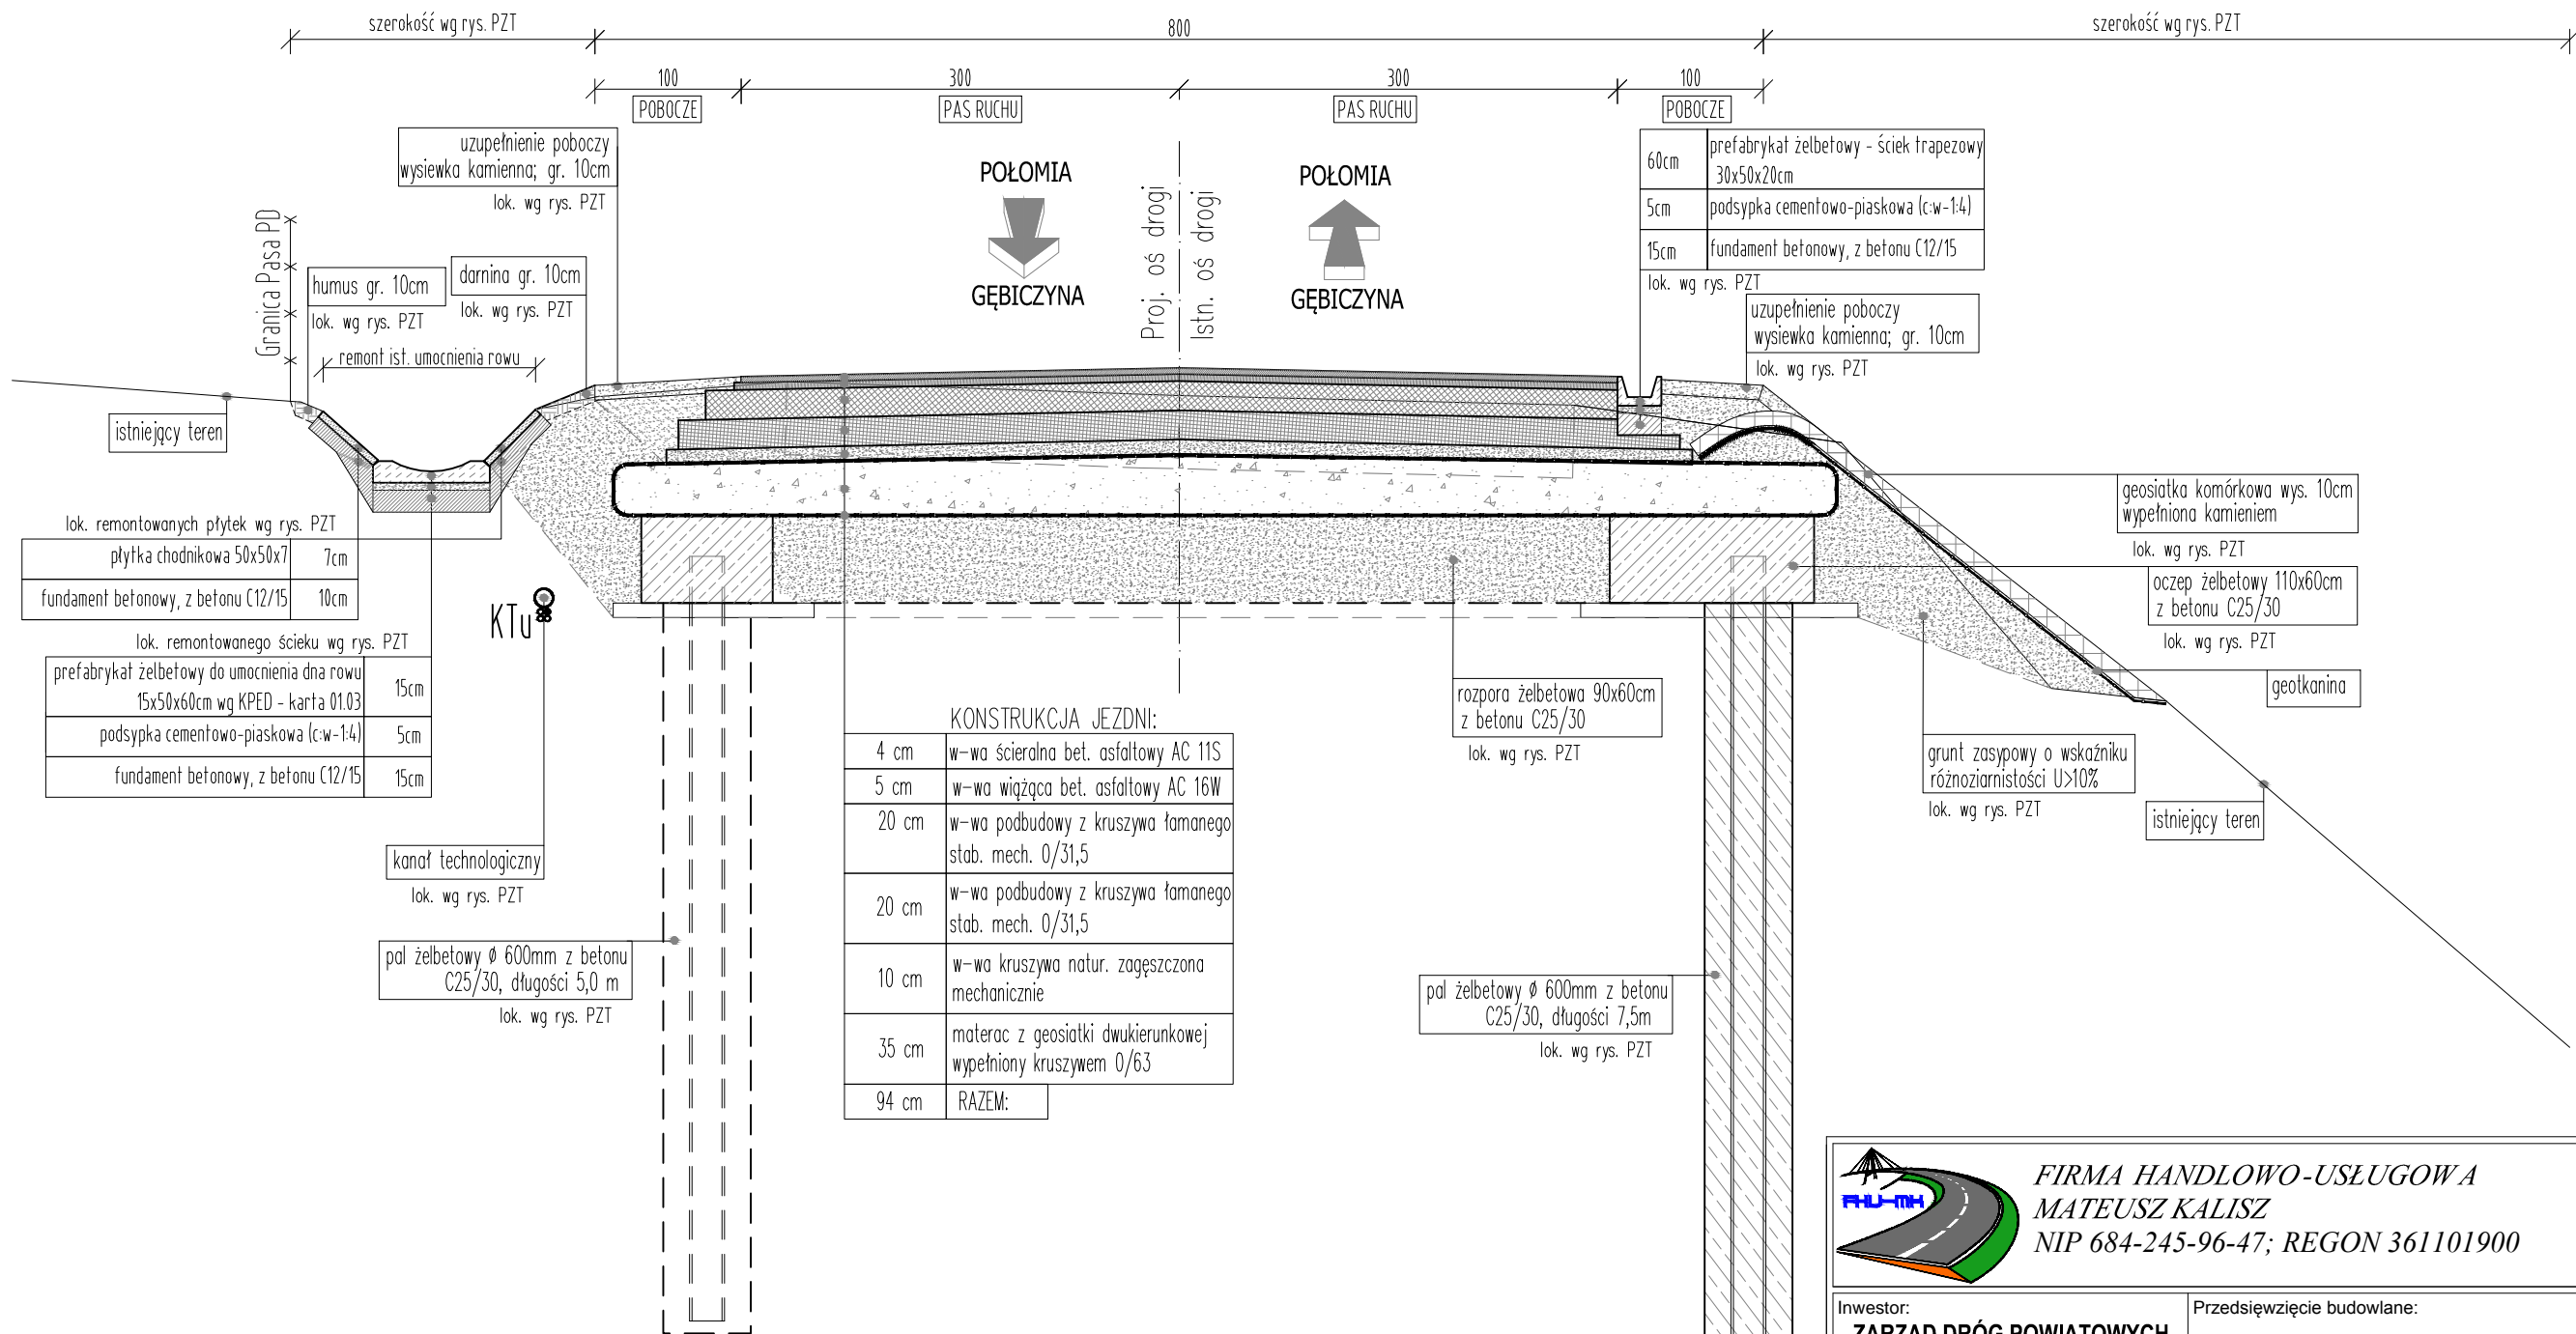 szerokość wg rys. PZT
800
szerokość wg rys. PZT
100
300
300
100
POBOCZE
PAS RUCHU
PAS RUCHU
POBOCZE
uzupełnienie poboczy
wysiewka kamienna; gr. 10cm
lok. wg rys. PZT
POŁOMIA
GĘBICZYNA
Proj. oś drogi
Istn. oś drogi
POŁOMIA
GĘBICZYNA
60cm
prefabrykat żelbetowy - ściek trapezowy
30x50x20cm
5cm
podsypka cementowo-piaskowa (c:w-1:4)
15cm
fundament betonowy, z betonu C12/15
lok. wg rys. PZT
uzupełnienie poboczy
wysiewka kamienna; gr. 10cm
lok. wg rys. PZT
Granica Pasa PD
humus gr. 10cm
lok. wg rys. PZT
darnina gr. 10cm
lok. wg rys. PZT
remont ist. umocnienia rowu
istniejący teren
lok. remontowanych płytek wg rys. PZT
płytka chodnikowa 50x50x7
7cm
fundament betonowy, z betonu C12/15
10cm
KTu
lok. remontowanego ścieku wg rys. PZT
prefabrykat żelbetowy do umocnienia dna rowu
15x50x60cm wg KPED - karta 01.03
15cm
podsypka cementowo-piaskowa (c:w-1:4)
5cm
fundament betonowy, z betonu C12/15
15cm
kanał technologiczny
lok. wg rys. PZT
pal żelbetowy ø 600mm z betonu
C25/30, długości 5,0 m
lok. wg rys. PZT
KONSTRUKCJA JEZDNI:
4 cm
w-wa ścieralna bet. asfaltowy AC 11S
5 cm
w-wa wiążąca bet. asfaltowy AC 16W
20 cm
w-wa podbudowy z kruszywa łamanego
stab. mech. 0/31,5
20 cm
w-wa podbudowy z kruszywa łamanego
stab. mech. 0/31,5
10 cm
w-wa kruszywa natur. zagęszczona
mechanicznie
35 cm
materac z geosiatki dwukierunkowej
wypełniony kruszywem 0/63
94 cm
RAZEM:
rozpora żelbetowa 90x60cm
z betonu C25/30
lok. wg rys. PZT
geosiatka komórkowa wys. 10cm
wypełniona kamieniem
lok. wg rys. PZT
oczep żelbetowy 110x60cm
z betonu C25/30
lok. wg rys. PZT
geotkanina
grunt zasypowy o wskaźniku
różnoziarnistości U>10%
lok. wg rys. PZT
istniejący teren
pal żelbetowy ø 600mm z betonu
C25/30, długości 7,5m
lok. wg rys. PZT
FHU-MK
FIRMA HANDLOWO-USŁUGOWA
MATEUSZ KALISZ
NIP 684-245-96-47; REGON 361101900
Inwestor:
ZARZĄD DRÓG POWIATOWYCH
Przedsięwzięcie budowlane: